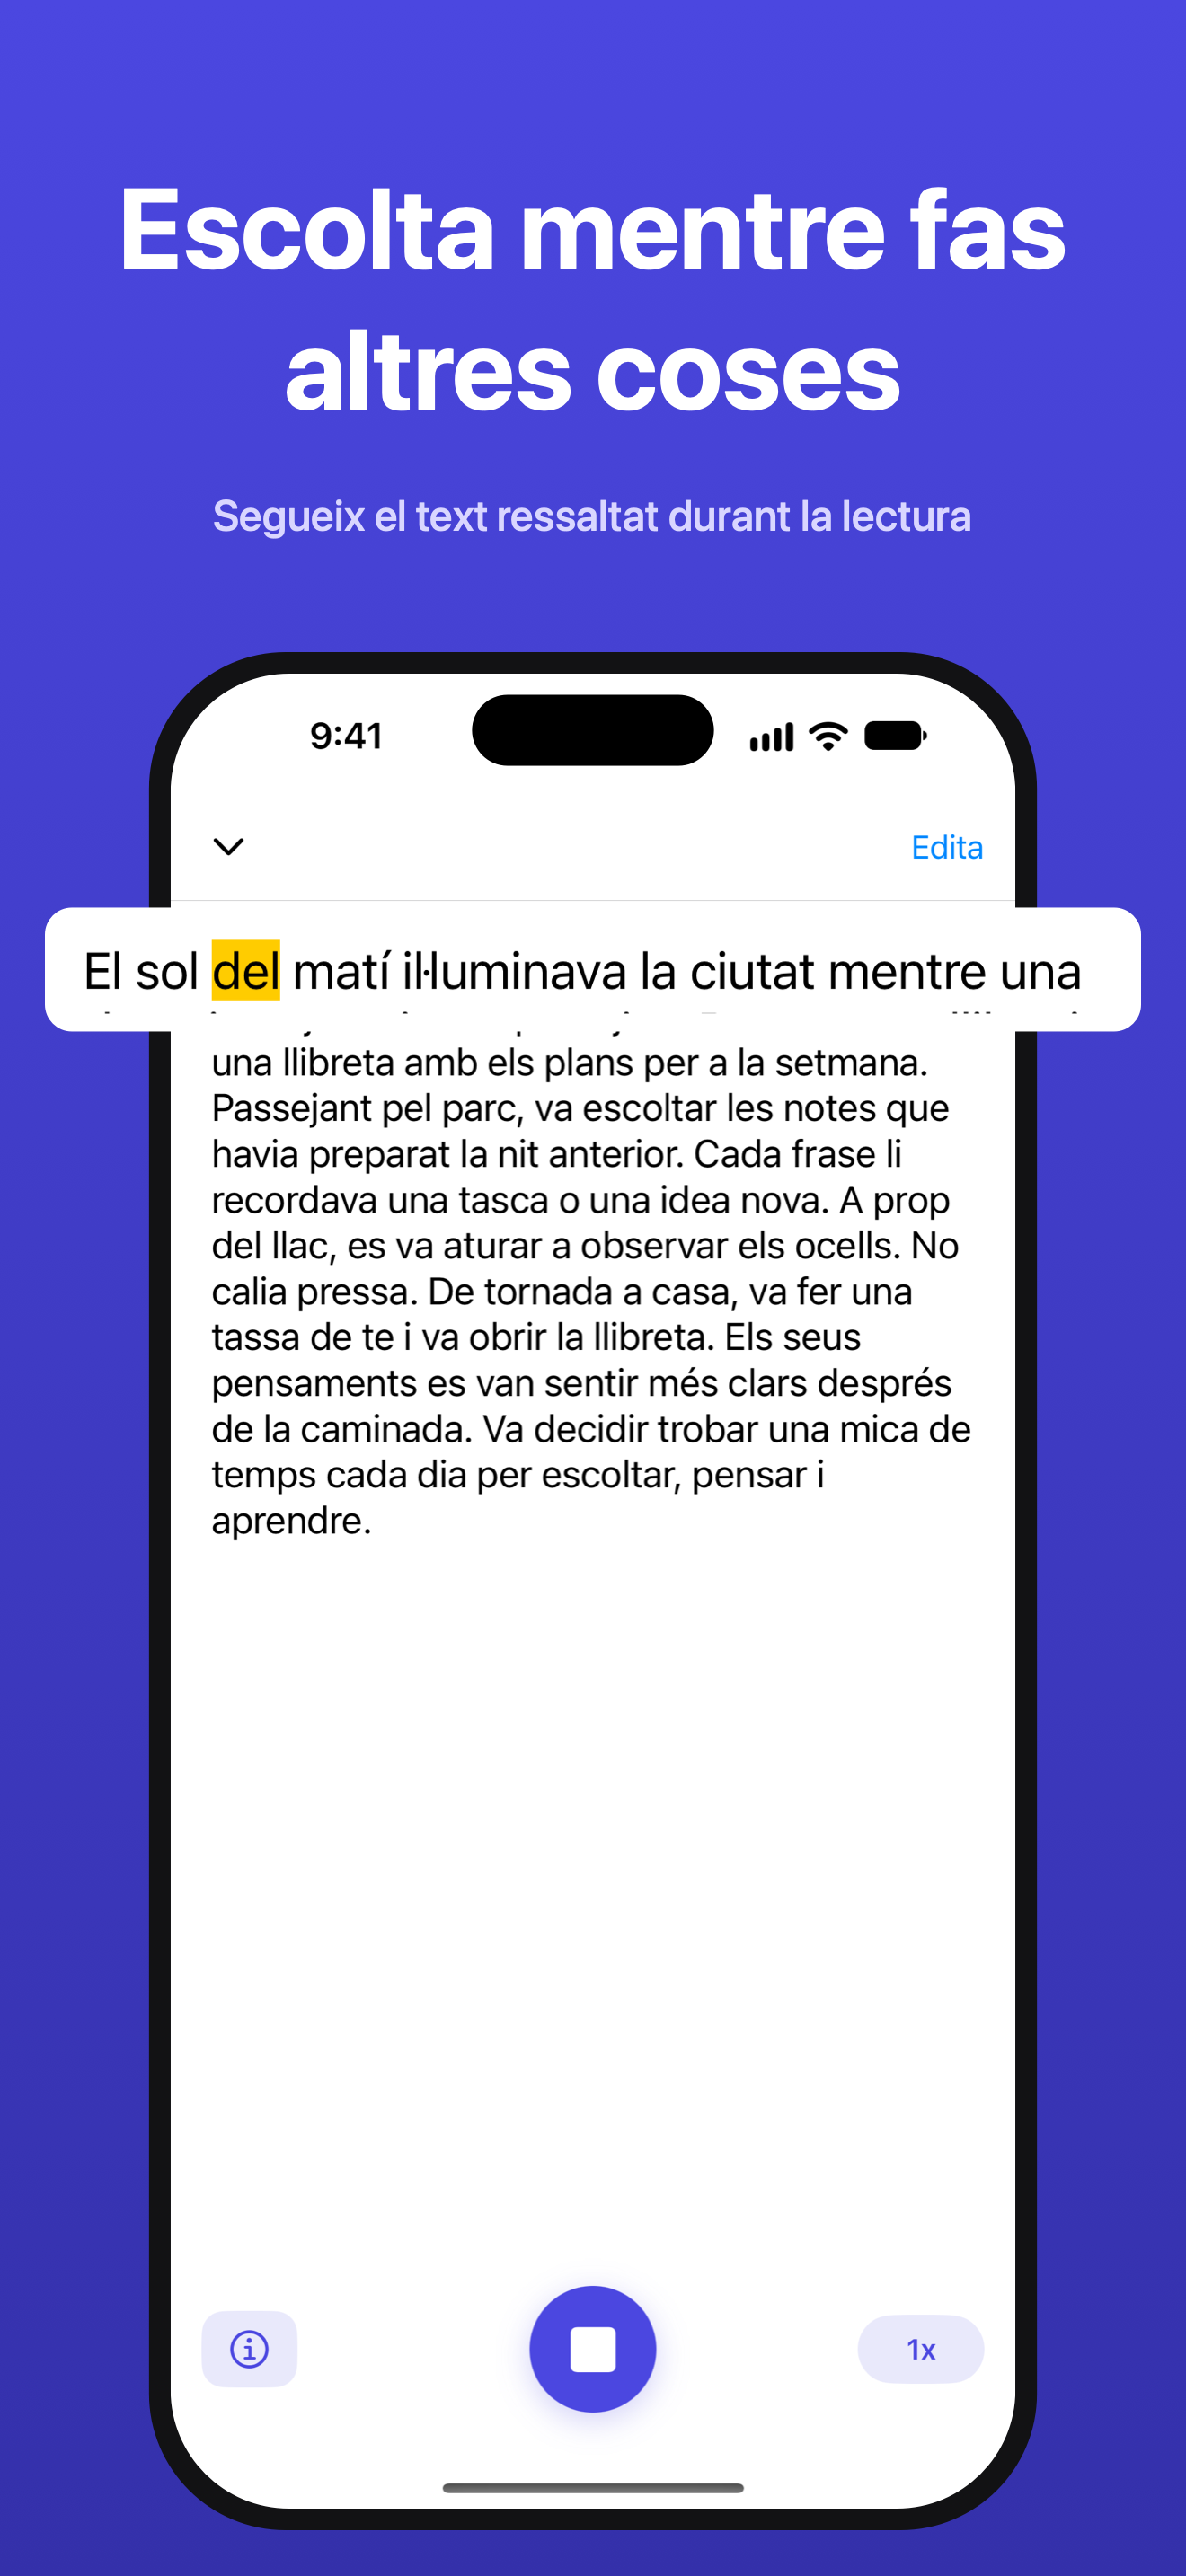 Escolta mentre fas
altres coses
Segueix el text ressaltat durant la lectura
9:41
Edita
El sol del matí il·luminava la ciutat mentre una
una llibreta amb els plans per a la setmana.
Passejant pel parc, va escoltar les notes que
havia preparat la nit anterior. Cada frase li
recordava una tasca o una idea nova. A prop
del llac, es va aturar a observar els ocells. No
calia pressa. De tornada a casa, va fer una
tassa de te i va obrir la llibreta. Els seus
pensaments es van sentir més clars després
de la caminada. Va decidir trobar una mica de
temps cada dia per escoltar, pensar i
aprendre.
1x